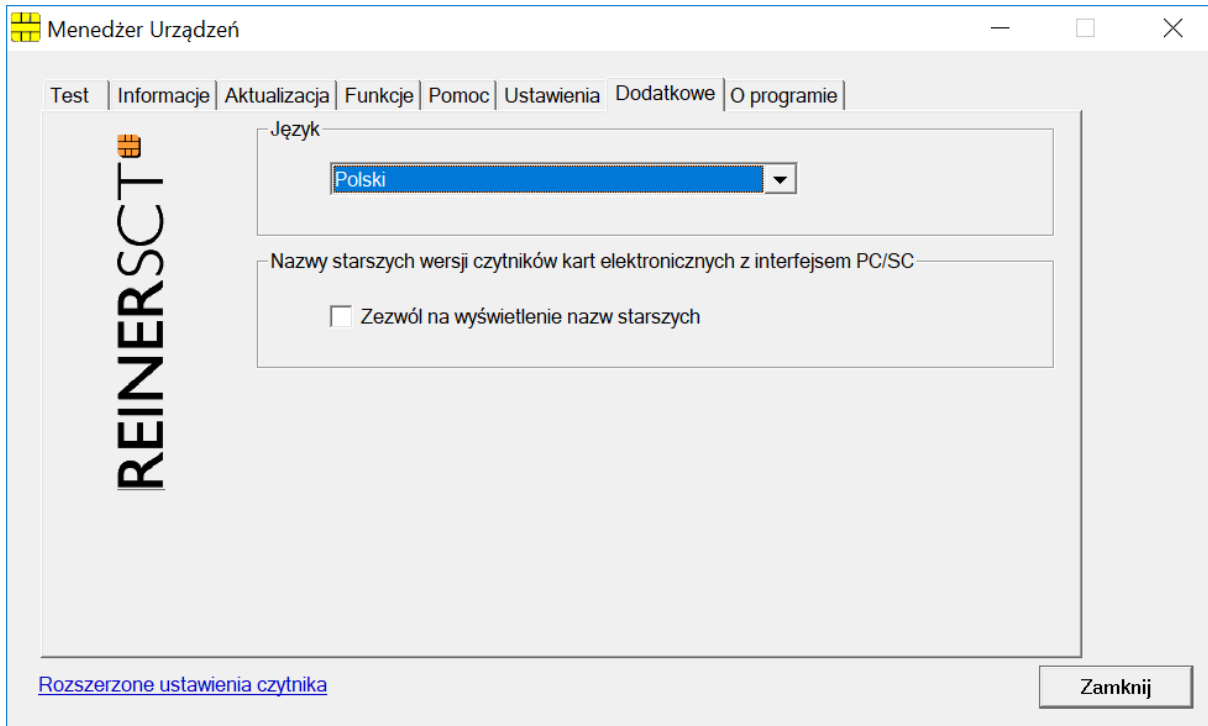 Menedżer Urządzeń
Test Informacje Aktualizacja Funkcje Pomoc Ustawienia Dodatkowe O programie
REINERSCT
Język
Polski
Nazwy starszych wersji czytników kart elektronicznych z interfejsem PC/SC
Zezwól na wyświetlenie nazw starszych
Rozszerzone ustawienia czytnika
Zamknij